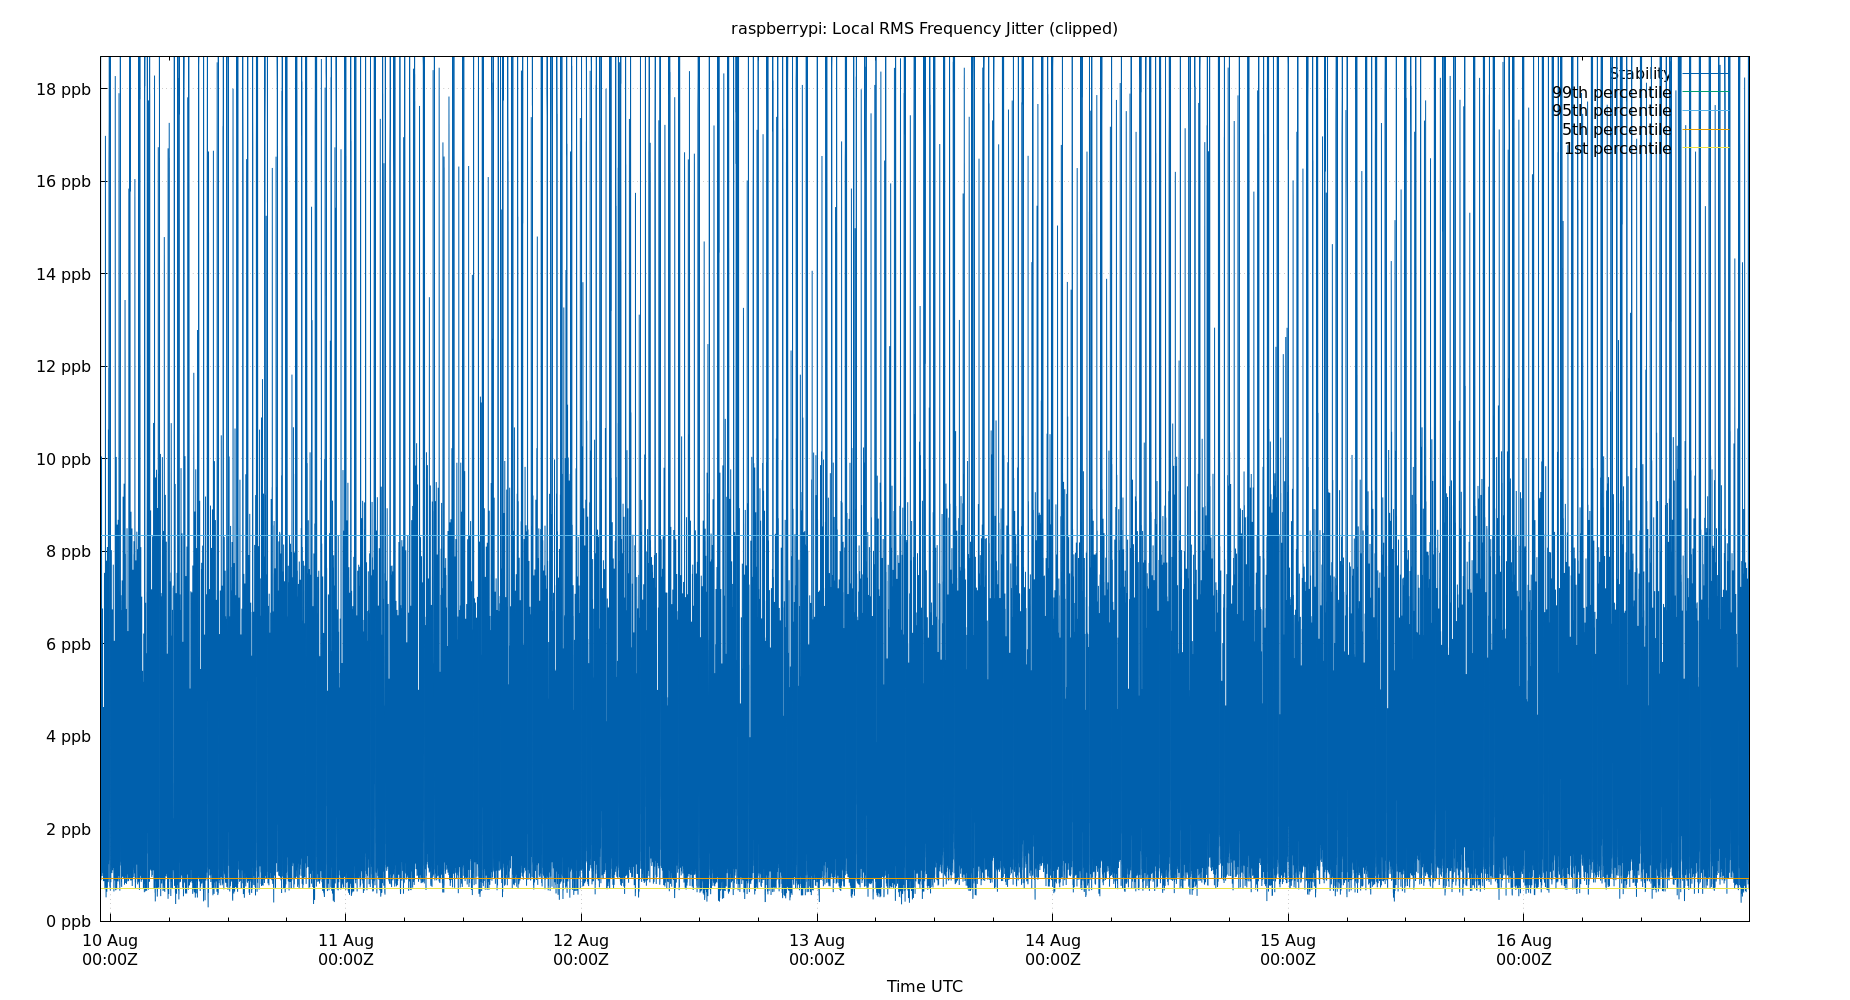 raspberrypi: Local RMS Frequency Jitter (clipped)
Stability
99th percentile
95th percentile
5th percentile
1st percentile
18 ppb
16 ppb
14 ppb
12 ppb
10 ppb
8 ppb
6 ppb
4 ppb
2 ppb
0 ppb
10 Aug 11 Aug 12 Aug 13 Aug 14 Aug 15 Aug 16 Aug
00:00Z 00:00Z 00:00Z 00:00Z 00:00Z 00:00Z 00:00Z
Time UTC